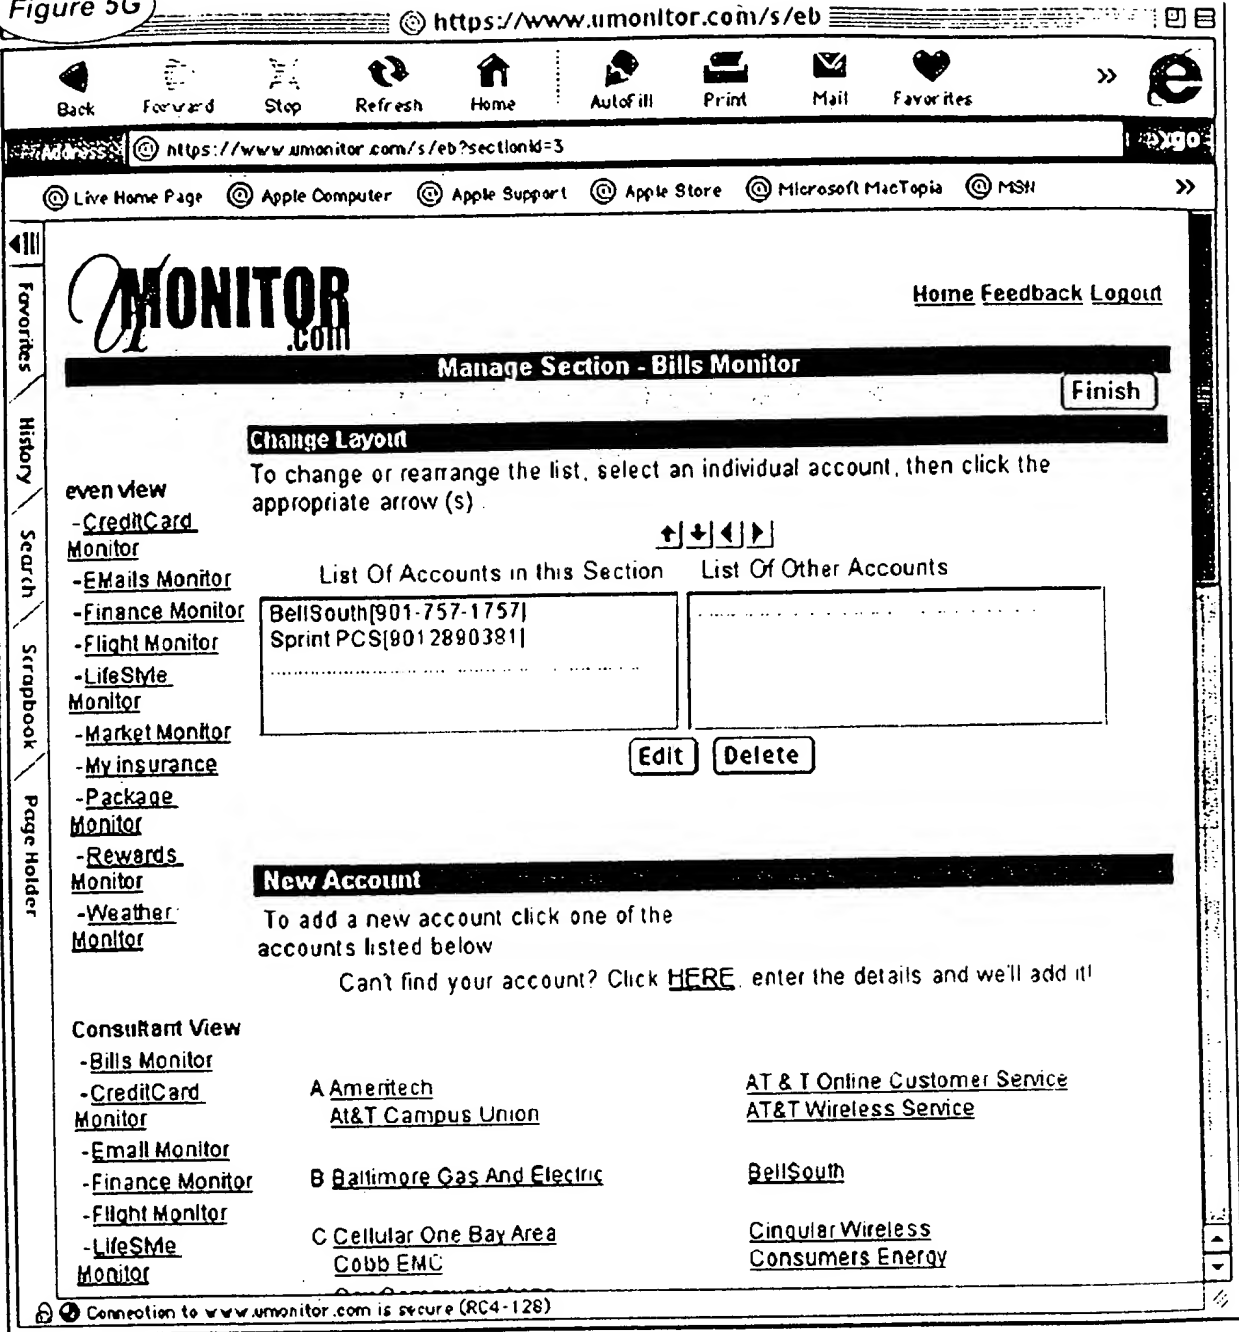 Figure 5G
https://www.umonitor.com/s/eb
Back Forward Stop Refresh Home AutoFill Print Mail Favorites »
Address https://www.umonitor.com/s/eb?sectionId=3 go
Live Home Page Apple Computer Apple Support Apple Store Microsoft MacTopia MSN »
Favorites
History
Search
Scrapbook
Page Holder
UMONITOR
.com
Home Feedback Logout
Manage Section - Bills Monitor
Finish
Change Layout
To change or rearrange the list, select an individual account, then click the
appropriate arrow (s)
List Of Accounts in this Section List Of Other Accounts
BellSouth[901-757-1757]
Sprint PCS[9012890381]
Edit Delete
even view
-CreditCard
Monitor
-EMails Monitor
-Finance Monitor
-Flight Monitor
-LifeStyle
Monitor
-Market Monitor
-My insurance
-Package
Monitor
-Rewards
Monitor
-Weather
Monitor
New Account
To add a new account click one of the
accounts listed below
Can't find your account? Click HERE, enter the details and we'll add it!
Consultant View
-Bills Monitor
-CreditCard
Monitor
-Email Monitor
-Finance Monitor
-Flight Monitor
-LifeStyle
Monitor
A Ameritech AT & T Online Customer Service
At&T Campus Union AT&T Wireless Service
B Baltimore Gas And Electric BellSouth
C Cellular One Bay Area Cingular Wireless
Cobb EMC Consumers Energy
Connection to www.umonitor.com is secure (RC4-128)